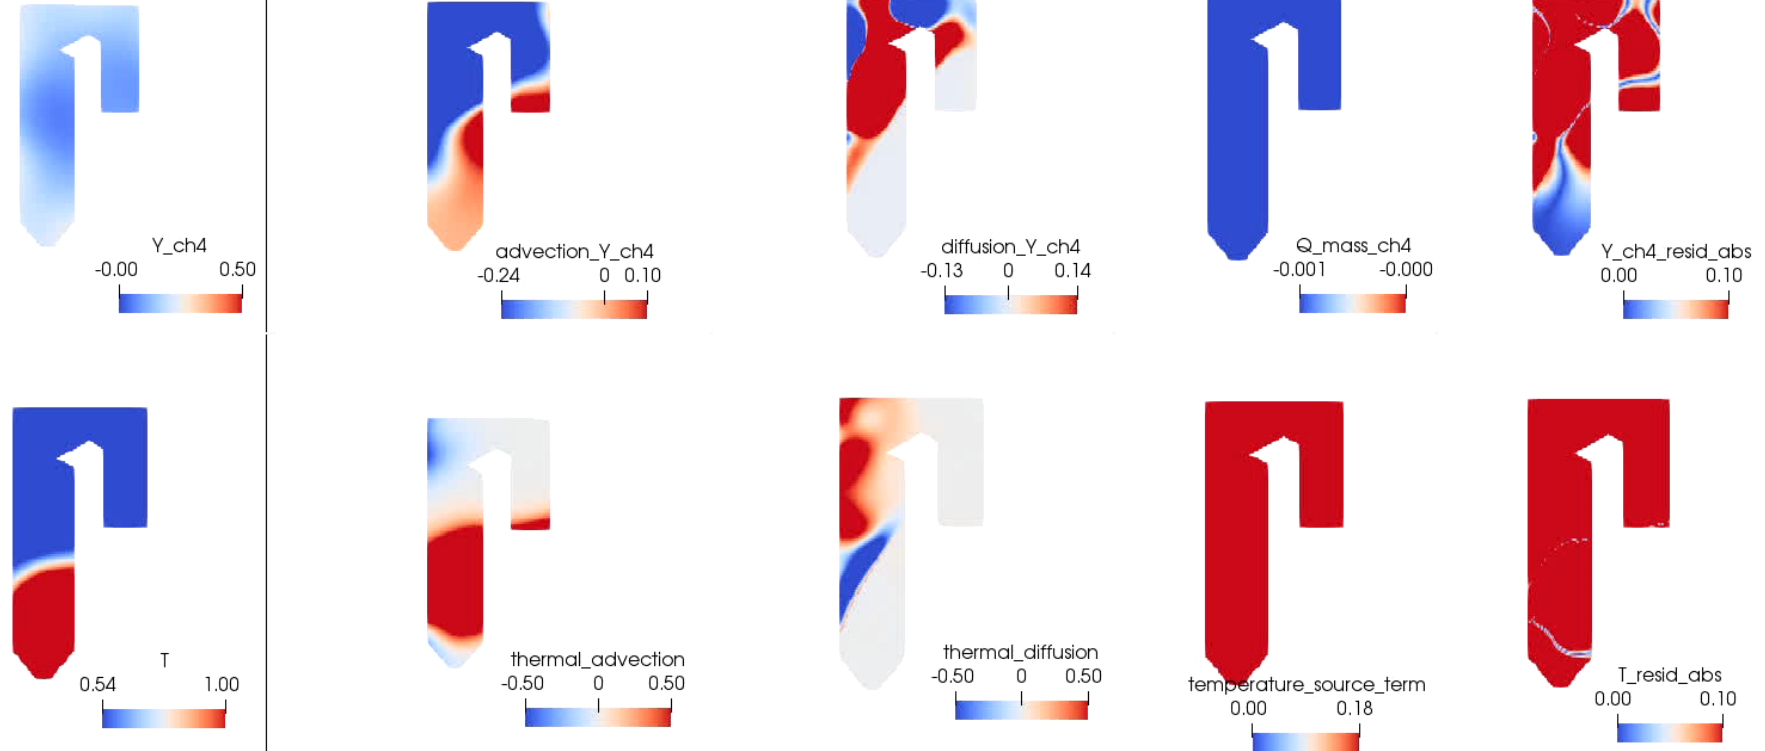 Y_ch4
-0.00 0.50
advection_Y_ch4
-0.24 0 0.10
diffusion_Y_ch4
-0.13 0 0.14
Q_mass_ch4
-0.001 -0.000
Y_ch4_resid_abs
0.00 0.10
T
0.54 1.00
thermal_advection
-0.50 0 0.50
thermal_diffusion
-0.50 0 0.50
temperature_source_term
0.00 0.18
T_resid_abs
0.00 0.10